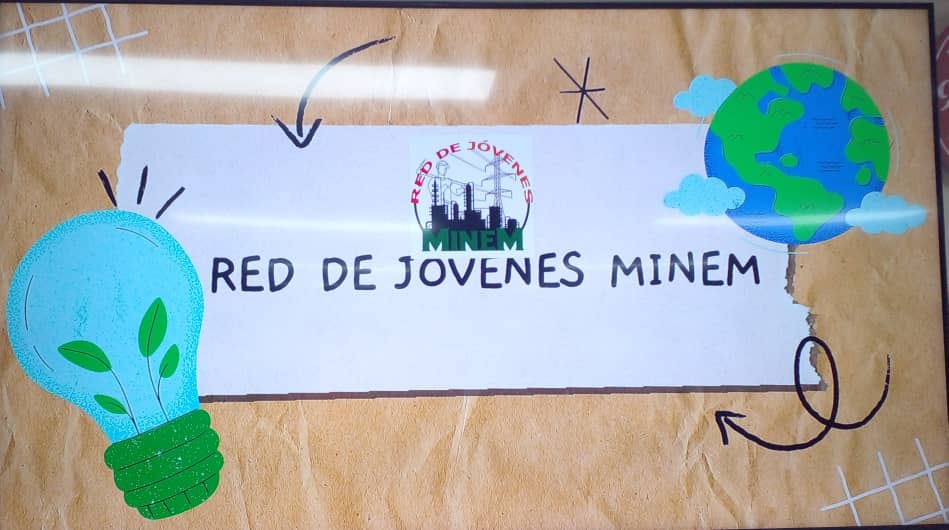 RED DE JÓVENES
MINEM
RED DE JOVENES MINEM